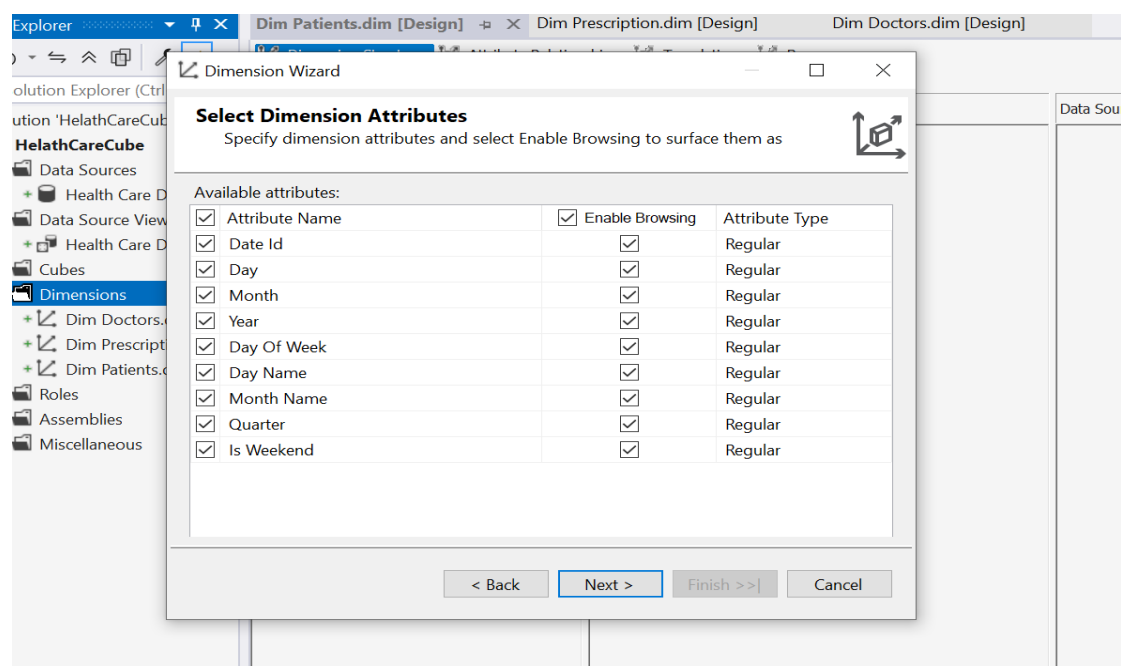 Explorer
Dim Patients.dim [Design]
Dim Prescription.dim [Design]
Dim Doctors.dim [Design]
olution Explorer (Ctrl
ution 'HelathCareCub
HelathCareCube
Data Sources
Health Care D
Data Source View
Health Care D
Cubes
Dimensions
Dim Doctors.
Dim Prescript
Dim Patients.
Roles
Assemblies
Miscellaneous
Dimension Wizard
Select Dimension Attributes
Specify dimension attributes and select Enable Browsing to surface them as
Available attributes:
Attribute Name Enable Browsing Attribute Type
Date Id Regular
Day Regular
Month Regular
Year Regular
Day Of Week Regular
Day Name Regular
Month Name Regular
Quarter Regular
Is Weekend Regular
< Back Next > Finish >>| Cancel
Data Sou